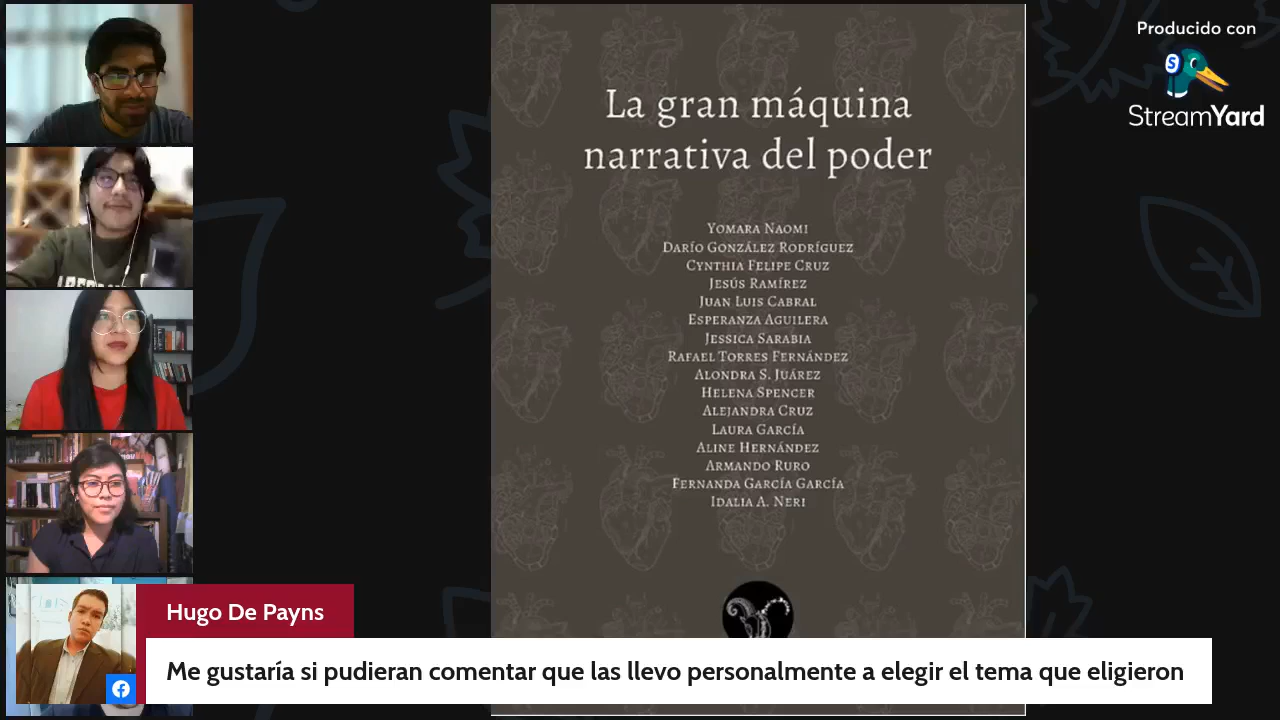 Producido con
StreamYard
La gran máquina
narrativa del poder
Yomara Naomi
Darío González Rodríguez
Cynthia Felipe Cruz
Jesús Ramírez
Juan Luis Cabral
Esperanza Aguilera
Jessica Sarabia
Rafael Torres Fernández
Alondra S. Juárez
Helena Spencer
Alejandra Cruz
Laura García
Aline Hernández
Armando Ruro
Fernanda García García
Idalia A. Neri
Hugo De Payns
Me gustaría si pudieran comentar que las llevo personalmente a elegir el tema que eligieron